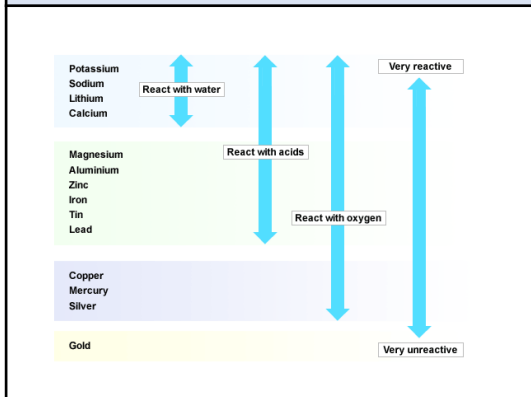 Very reactive
Potassium
Sodium
Lithium
Calcium
React with water
Magnesium
Aluminium
Zinc
Iron
Tin
Lead
React with acids
React with oxygen
Copper
Mercury
Silver
Gold
Very unreactive